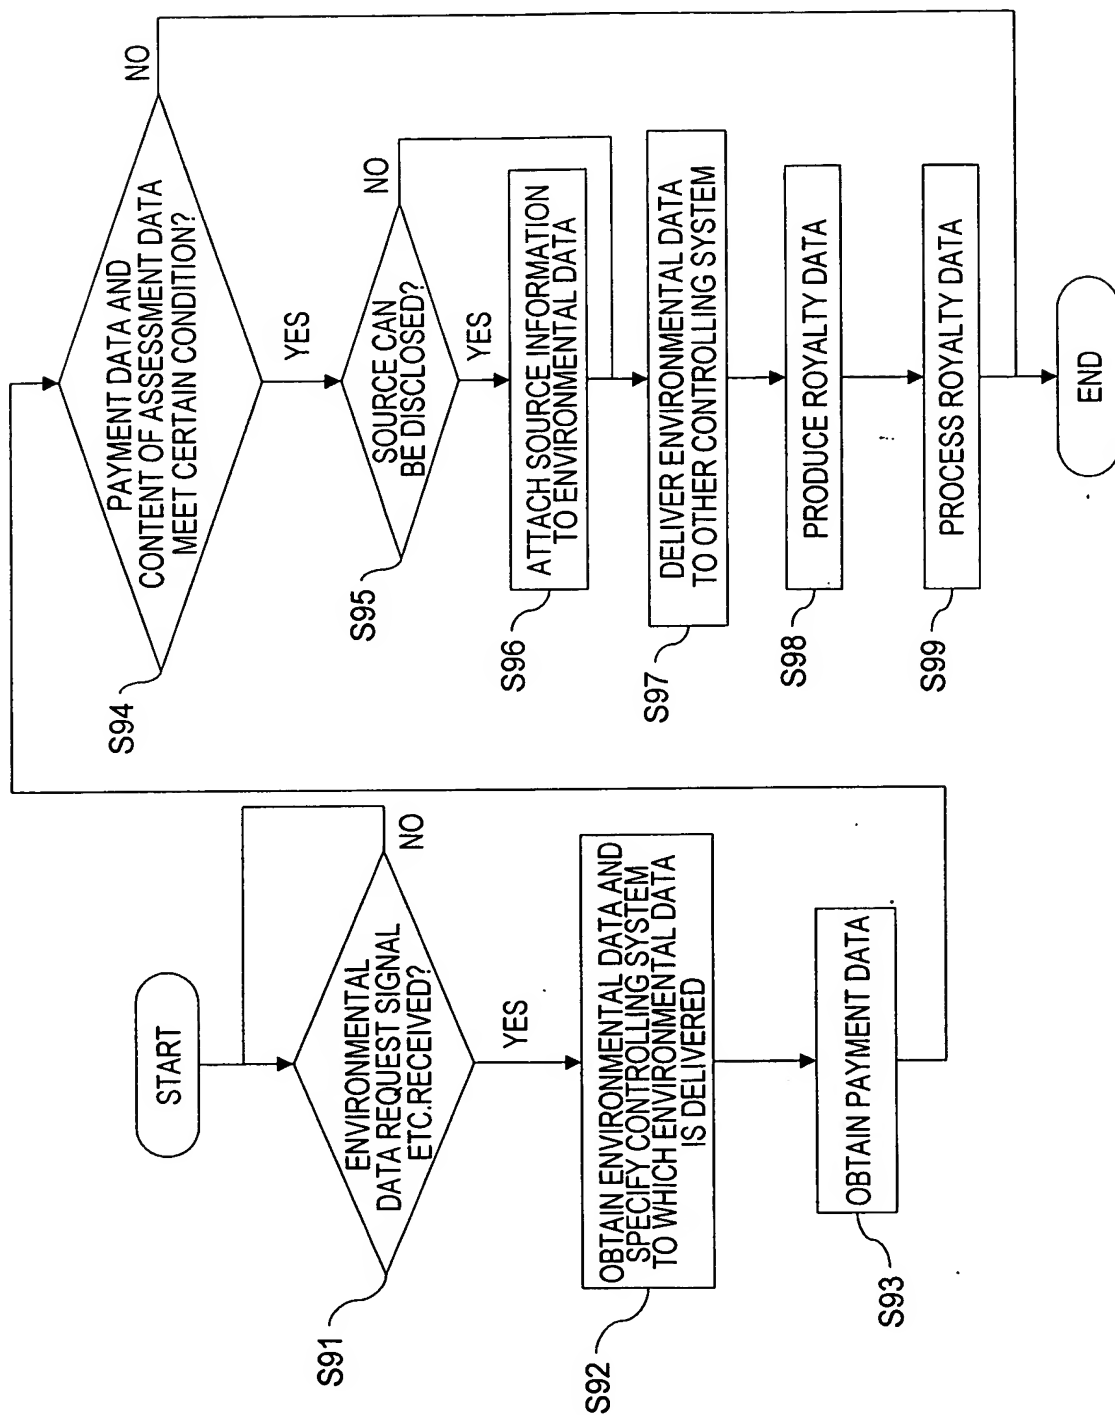 START
ENVIRONMENTAL
DATA REQUEST SIGNAL
ETC.RECEIVED?
NO
S91
YES
OBTAIN ENVIRONMENTAL DATA AND
SPECIFY CONTROLLING SYSTEM
TO WHICH ENVIRONMENTAL DATA
IS DELIVERED
S92
OBTAIN PAYMENT DATA
S93
PAYMENT DATA AND
CONTENT OF ASSESSMENT DATA
MEET CERTAIN CONDITION?
NO
S94
YES
SOURCE CAN
BE DISCLOSED?
NO
S95
YES
ATTACH SOURCE INFORMATION
TO ENVIRONMENTAL DATA
S96
DELIVER ENVIRONMENTAL DATA
TO OTHER CONTROLLING SYSTEM
S97
PRODUCE ROYALTY DATA
S98
PROCESS ROYALTY DATA
S99
END